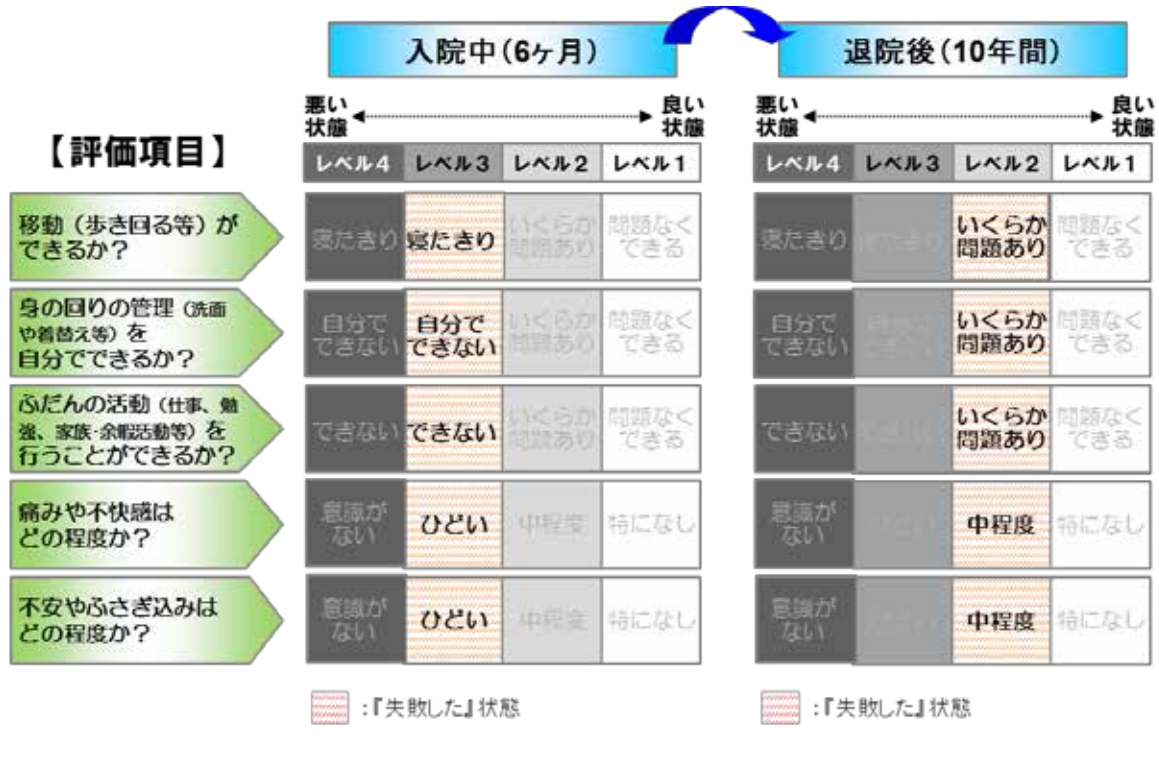 入院中(6ヶ月)
退院後(10年間)
悪い
状態
良い
状態
悪い
状態
良い
状態
【評価項目】
レベル4 レベル3 レベル2 レベル1
レベル4 レベル3 レベル2 レベル1
移動(歩き回る等)が
できるか?
寝たきり
寝たきり
いくらか
問題あり
問題なく
できる
寝たきり
いくらか
問題あり
問題なく
できる
身の回りの管理(洗面
や着替え等)を
自分でできるか?
自分で
できない
自分で
できない
いくらか
問題あり
問題なく
できる
自分で
できない
いくらか
問題あり
問題なく
できる
ふだんの活動(仕事、勉
強、家族・余暇活動等)を
行うことができるか?
できない
できない
いくらか
問題あり
問題なく
できる
できない
いくらか
問題あり
問題なく
できる
痛みや不快感は
どの程度か?
意識が
ない
ひどい
中程度
特になし
意識が
ない
中程度
特になし
不安やふさぎ込みは
どの程度か?
意識が
ない
ひどい
中程度
特になし
意識が
ない
中程度
特になし
:『失敗した』状態
:『失敗した』状態